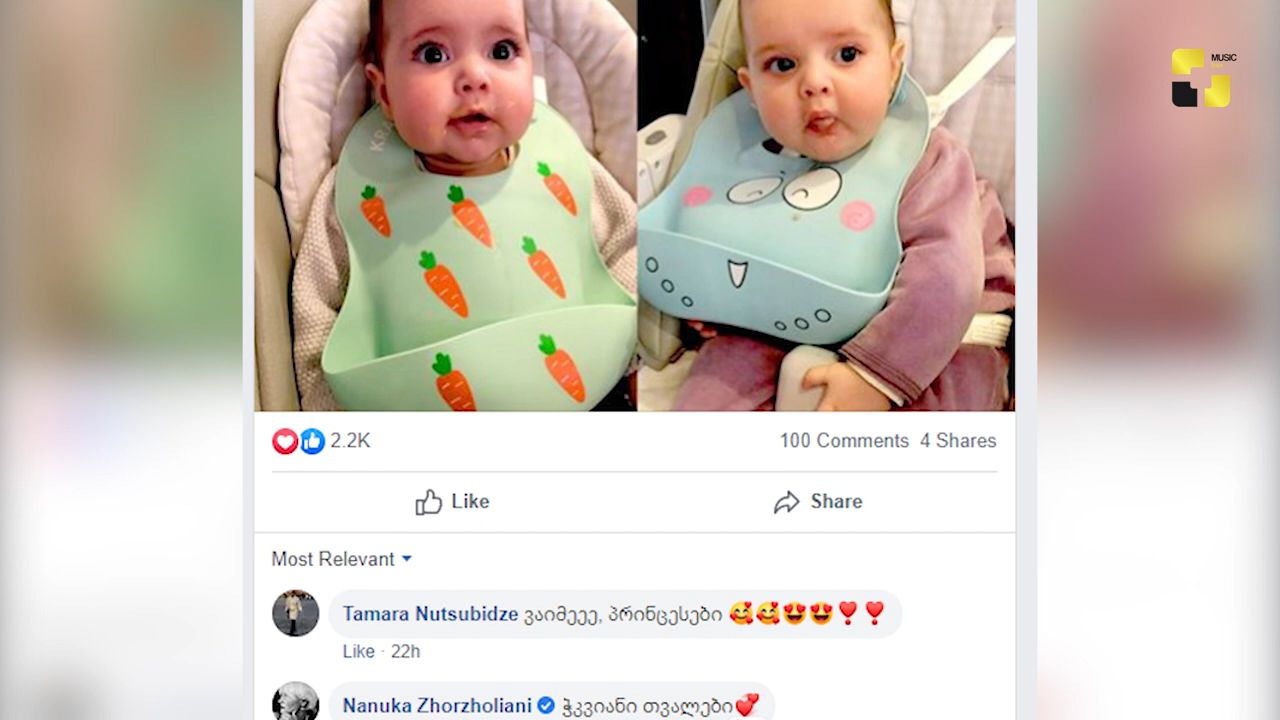 MUSIC
2.2K
100 Comments 4 Shares
Like
Share
Most Relevant
Tamara Nutsubidze ვაიმეეე, პრინცესები 🥰🥰😍😍❣️❣️
Like · 22h
Nanuka Zhorzholiani ჭკვიანი თვალები💕